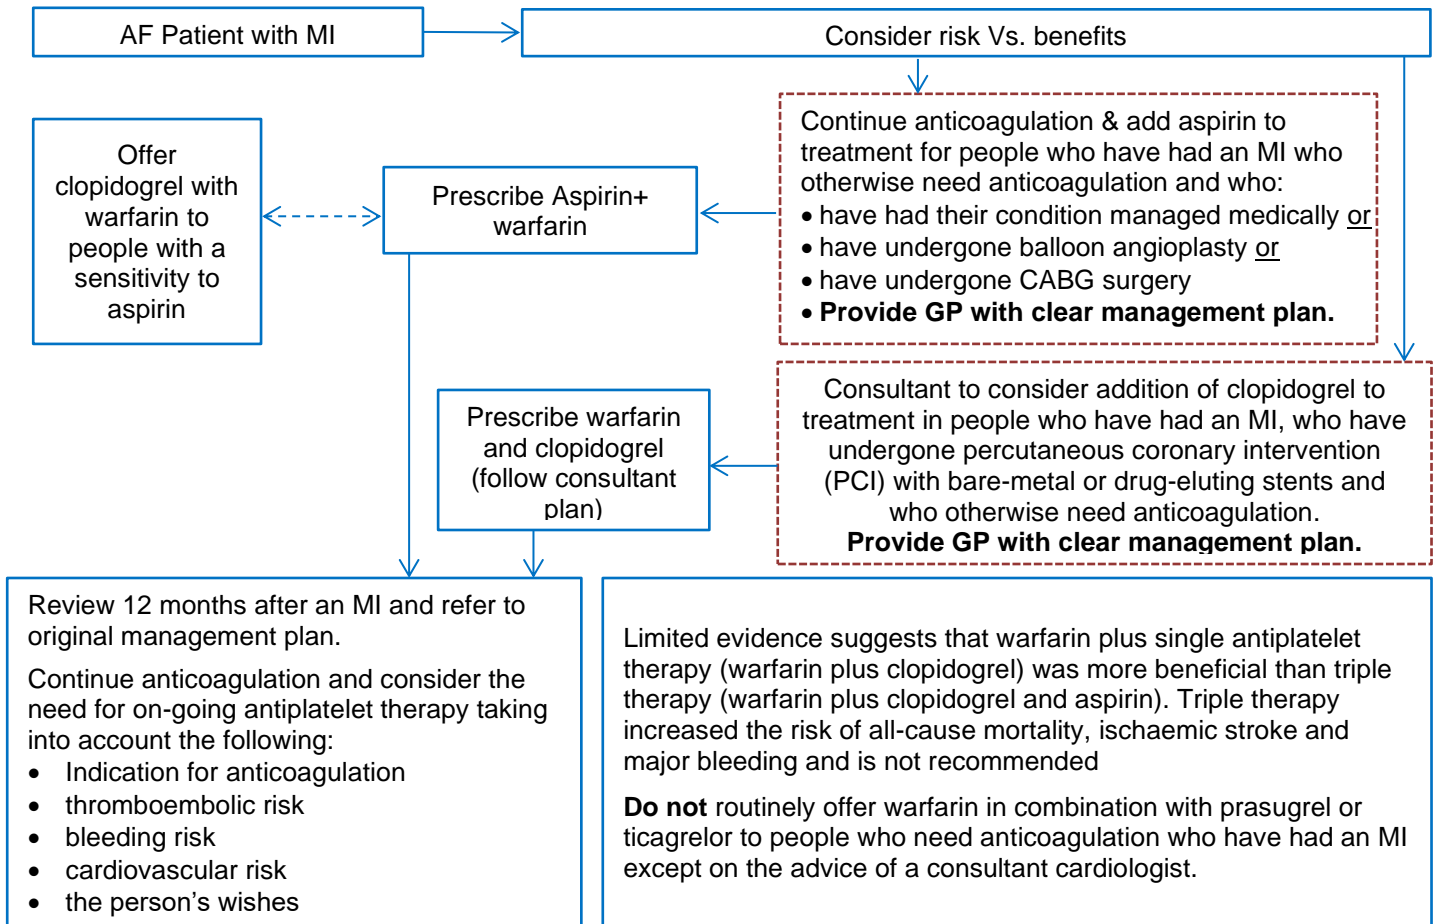 AF Patient with MI
Consider risk Vs. benefits
Continue anticoagulation & add aspirin to
treatment for people who have had an MI who
otherwise need anticoagulation and who:
• have had their condition managed medically or
• have undergone balloon angioplasty or
• have undergone CABG surgery
• Provide GP with clear management plan.
Prescribe Aspirin+
warfarin
Offer
clopidogrel with
warfarin to
people with a
sensitivity to
aspirin
Consultant to consider addition of clopidogrel to
treatment in people who have had an MI, who have
undergone percutaneous coronary intervention
(PCI) with bare-metal or drug-eluting stents and
who otherwise need anticoagulation.
Provide GP with clear management plan.
Prescribe warfarin
and clopidogrel
(follow consultant
plan)
Review 12 months after an MI and refer to
original management plan.
Continue anticoagulation and consider the
need for on-going antiplatelet therapy taking
into account the following:
• Indication for anticoagulation
• thromboembolic risk
• bleeding risk
• cardiovascular risk
• the person's wishes
Limited evidence suggests that warfarin plus single antiplatelet
therapy (warfarin plus clopidogrel) was more beneficial than triple
therapy (warfarin plus clopidogrel and aspirin). Triple therapy
increased the risk of all-cause mortality, ischaemic stroke and
major bleeding and is not recommended
Do not routinely offer warfarin in combination with prasugrel or
ticagrelor to people who need anticoagulation who have had an MI
except on the advice of a consultant cardiologist.